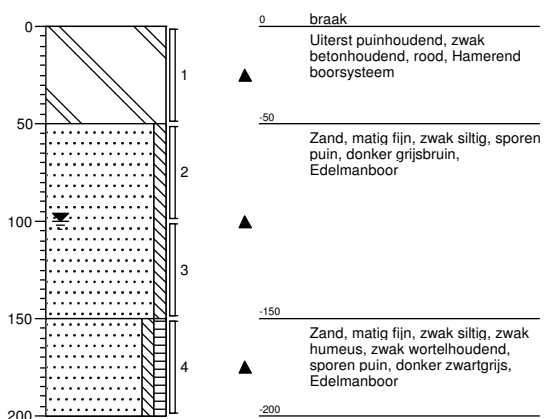 0
50
100
150
200
1
2
3
4
0
braak
Uiterst puinhoudend, zwak
betonhoudend, rood, Hamerend
boorsysteem
-50
Zand, matig fijn, zwak siltig, sporen
puin, donker grijsbruin,
Edelmanboor
-150
Zand, matig fijn, zwak siltig, zwak
humeus, zwak wortelhoudend,
sporen puin, donker zwartgrijs,
Edelmanboor
-200